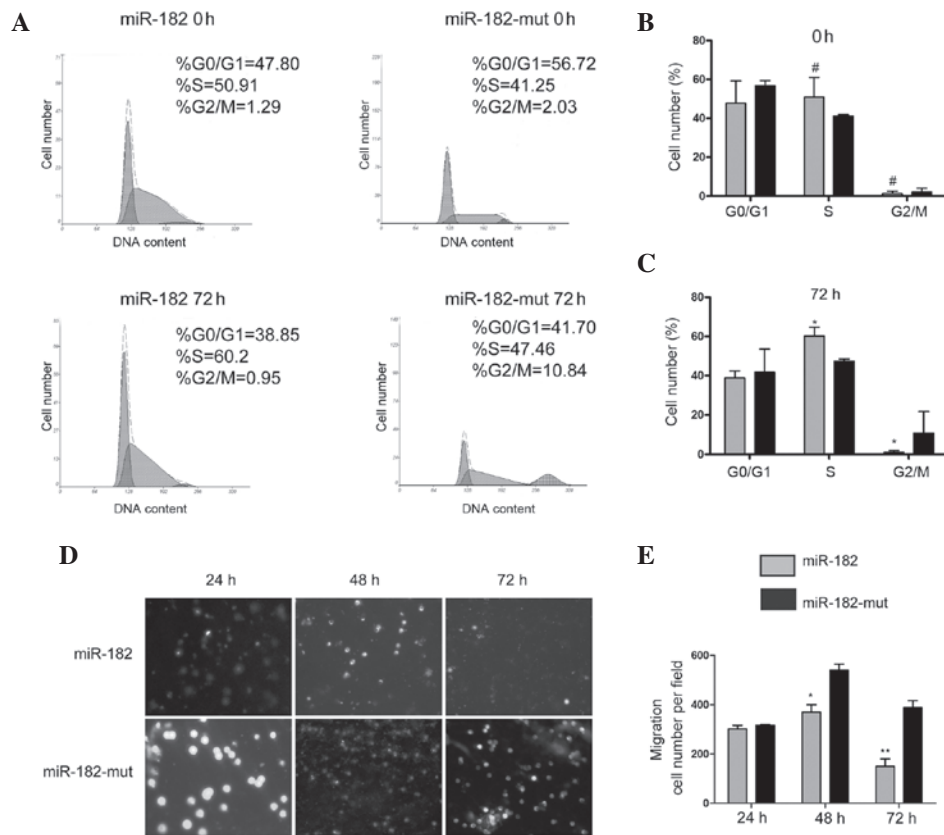 A
miR-182 0 h
%G0/G1=47.80
%S=50.91
%G2/M=1.29
Cell number
DNA content
miR-182-mut 0 h
%G0/G1=56.72
%S=41.25
%G2/M=2.03
Cell number
DNA content
miR-182 72 h
%G0/G1=38.85
%S=60.2
%G2/M=0.95
Cell number
DNA content
miR-182-mut 72 h
%G0/G1=41.70
%S=47.46
%G2/M=10.84
Cell number
DNA content
B
0 h
Cell number (%)
80
60
40
20
0
#
#
G0/G1 S G2/M
C
72 h
Cell number (%)
80
60
40
20
0
*
*
G0/G1 S G2/M
D
24 h 48 h 72 h
miR-182
miR-182-mut
E
miR-182
miR-182-mut
Migration
cell number per field
600
400
200
0
*
**
24 h 48 h 72 h